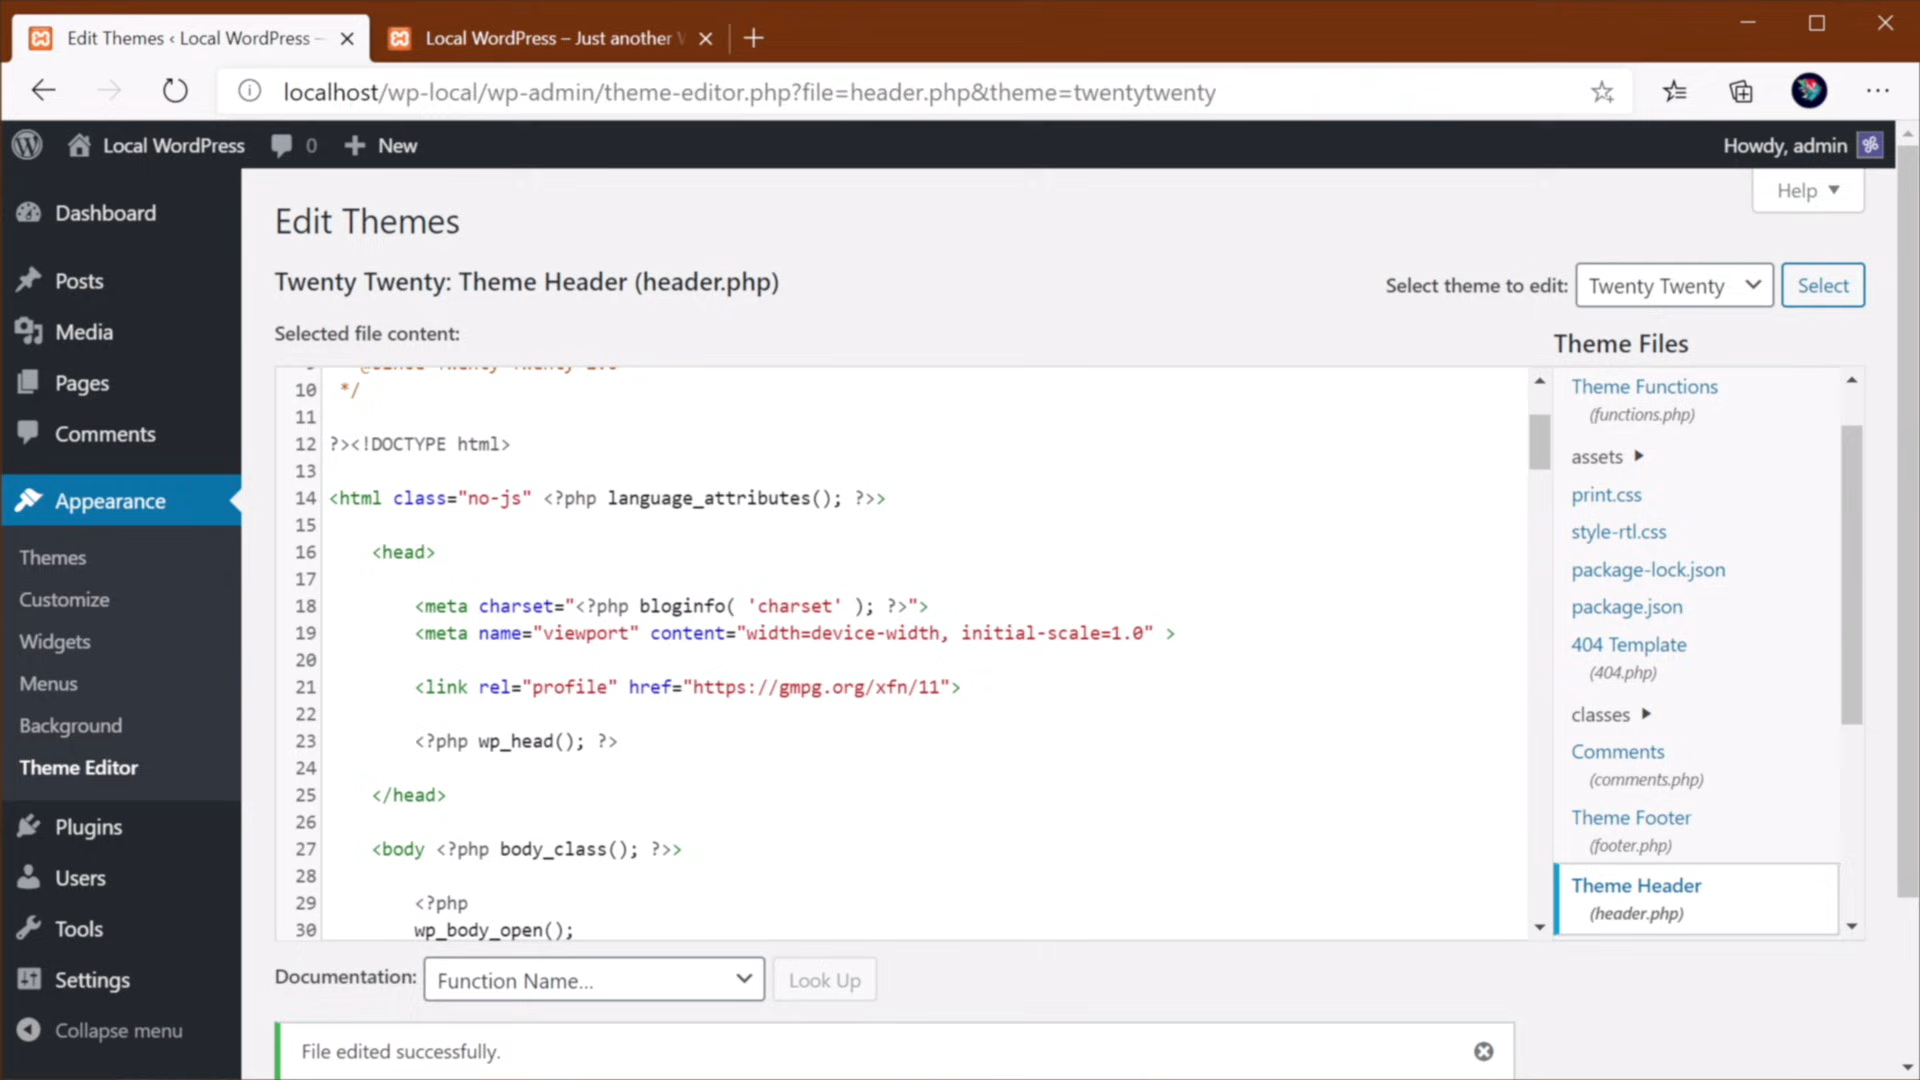 Edit Themes ‹ Local WordPress –
Local WordPress – Just another
localhost/wp-local/wp-admin/theme-editor.php?file=header.php&theme=twentytwenty
Local WordPress 0 New
Howdy, admin
Help
Dashboard
Posts
Media
Pages
Comments
Appearance
Themes
Customize
Widgets
Menus
Background
Theme Editor
Plugins
Users
Tools
Settings
Collapse menu
Edit Themes
Twenty Twenty: Theme Header (header.php)
Select theme to edit: Twenty Twenty Select
Selected file content:
10 */
11
12 ?><!DOCTYPE html>
13
14 <html class="no-js" <?php language_attributes(); ?>>
15
16 <head>
17
18 <meta charset="<?php bloginfo( 'charset' ); ?>">
19 <meta name="viewport" content="width=device-width, initial-scale=1.0" >
20
21 <link rel="profile" href="https://gmpg.org/xfn/11">
22
23 <?php wp_head(); ?>
24
25 </head>
26
27 <body <?php body_class(); ?>>
28
29 <?php
30 wp_body_open();
Theme Files
Theme Functions
(functions.php)
assets
print.css
style-rtl.css
package-lock.json
package.json
404 Template
(404.php)
classes
Comments
(comments.php)
Theme Footer
(footer.php)
Theme Header
(header.php)
Documentation: Function Name... Look Up
File edited successfully.